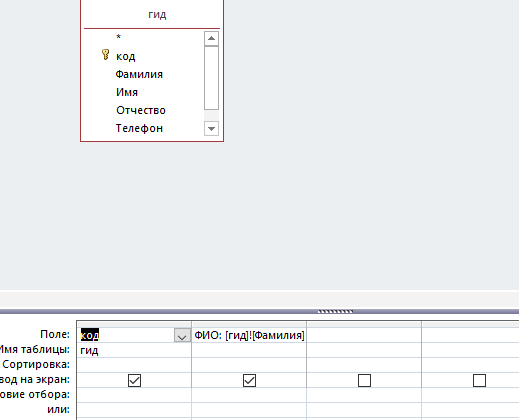 гид
*
код
Фамилия
Имя
Отчество
Телефон
Поле: код ФИО: [гид]![Фамилия]
Имя таблицы: гид
Сортировка:
вод на экран:
овие отбора:
или: